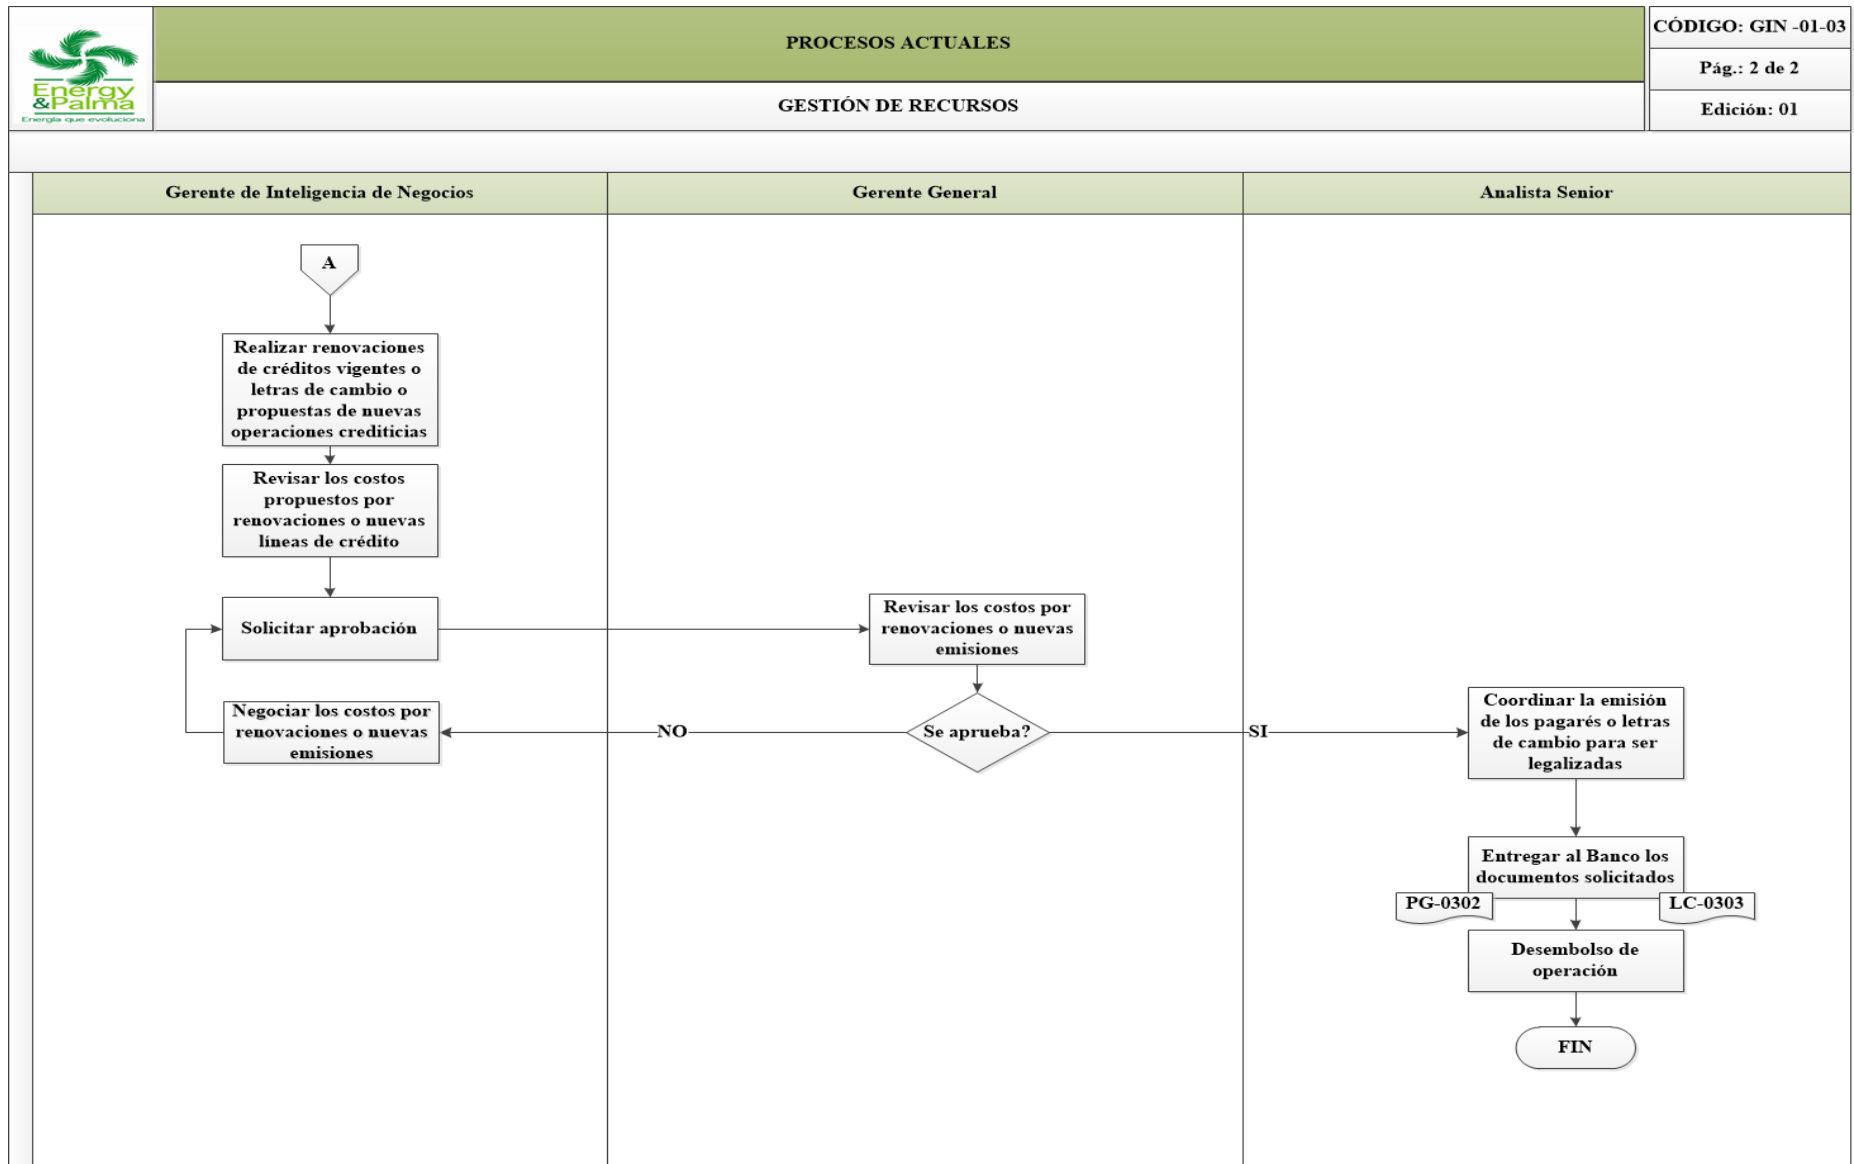 PROCESOS ACTUALES
CÓDIGO: GIN -01-03
Pág.: 2 de 2
Energy
&Palma
Energía que evoluciona
GESTIÓN DE RECURSOS
Edición: 01
Gerente de Inteligencia de Negocios
Gerente General
Analista Senior
A
Realizar renovaciones
de créditos vigentes o
letras de cambio o
propuestas de nuevas
operaciones crediticias
Revisar los costos
propuestos por
renovaciones o nuevas
líneas de crédito
Solicitar aprobación
Revisar los costos por
renovaciones o nuevas
emisiones
Negociar los costos por
renovaciones o nuevas
emisiones
NO
Se aprueba?
SI
Coordinar la emisión
de los pagarés o letras
de cambio para ser
legalizadas
Entregar al Banco los
documentos solicitados
PG-0302
LC-0303
Desembolso de
operación
FIN